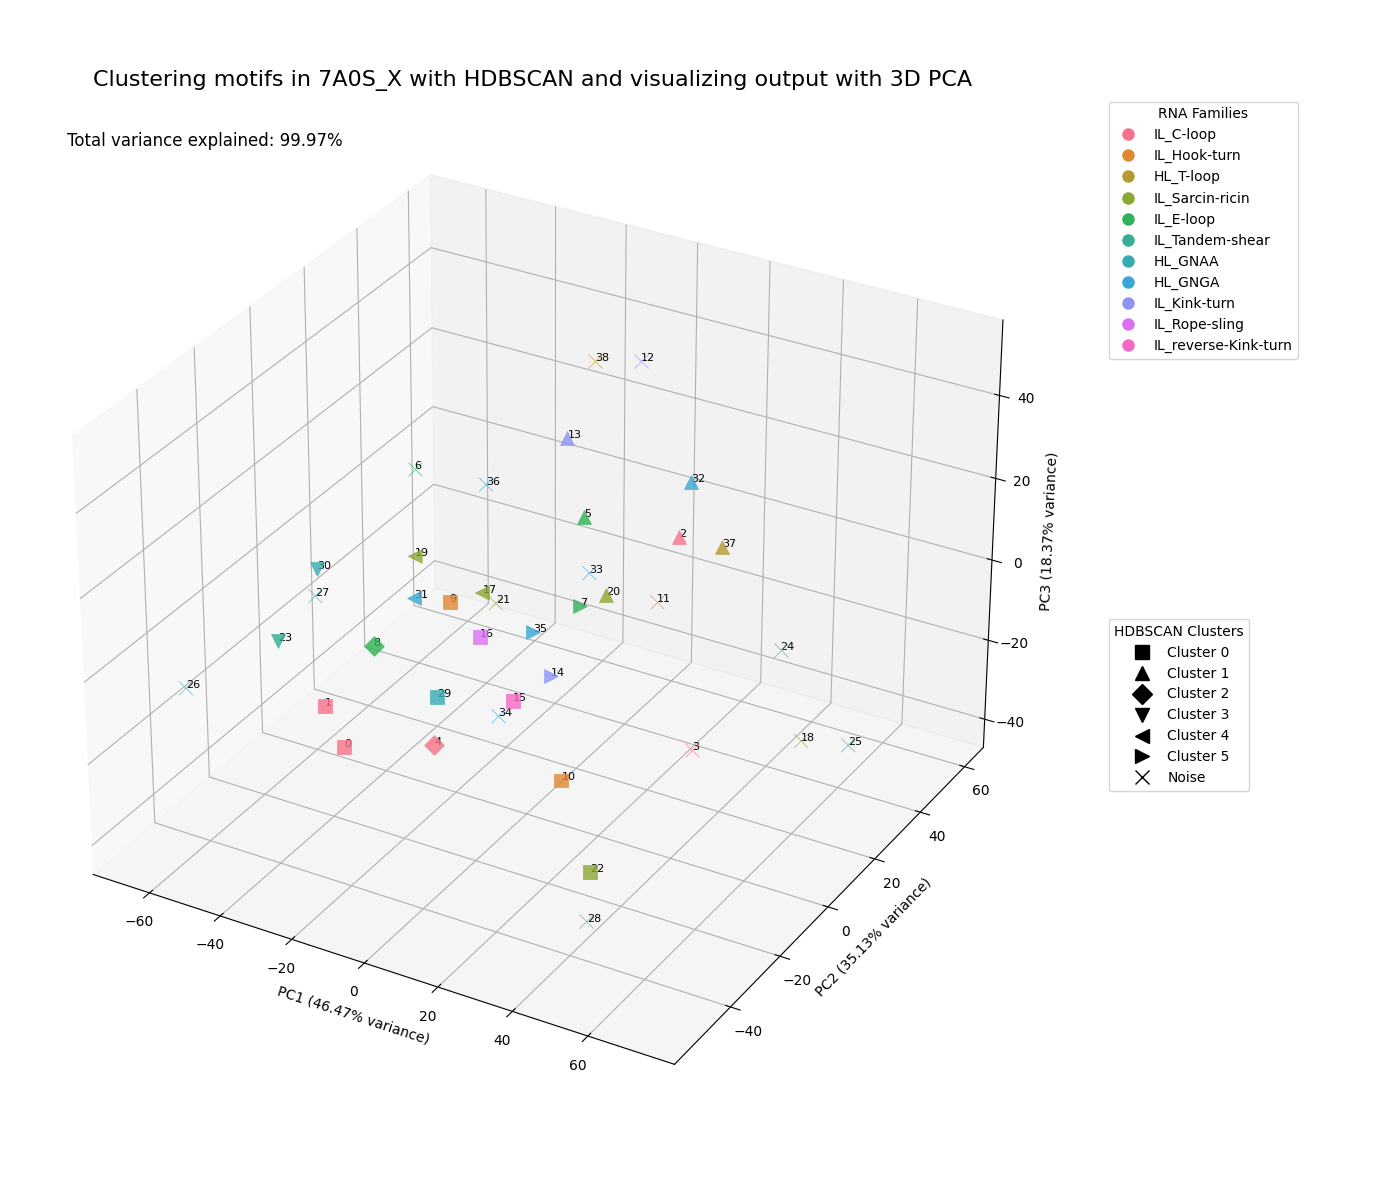 Clustering motifs in 7A0S_X with HDBSCAN and visualizing output with 3D PCA
Total variance explained: 99.97%
RNA Families
IL_C-loop
IL_Hook-turn
HL_T-loop
IL_Sarcin-ricin
IL_E-loop
IL_Tandem-shear
HL_GNAA
HL_GNGA
IL_Kink-turn
IL_Rope-sling
IL_reverse-Kink-turn
38
12
13
6
36
32
5
2
37
19
30
33
27
31
9
17
21
20
7
11
23
8
16
35
24
14
26
1
29
15
34
0
4
3
18
25
10
22
28
40
20
0
−20
−40
PC3 (18.37% variance)
60
40
20
0
−20
−40
PC2 (35.13% variance)
−60
−40
−20
0
20
40
60
PC1 (46.47% variance)
HDBSCAN Clusters
Cluster 0
Cluster 1
Cluster 2
Cluster 3
Cluster 4
Cluster 5
Noise